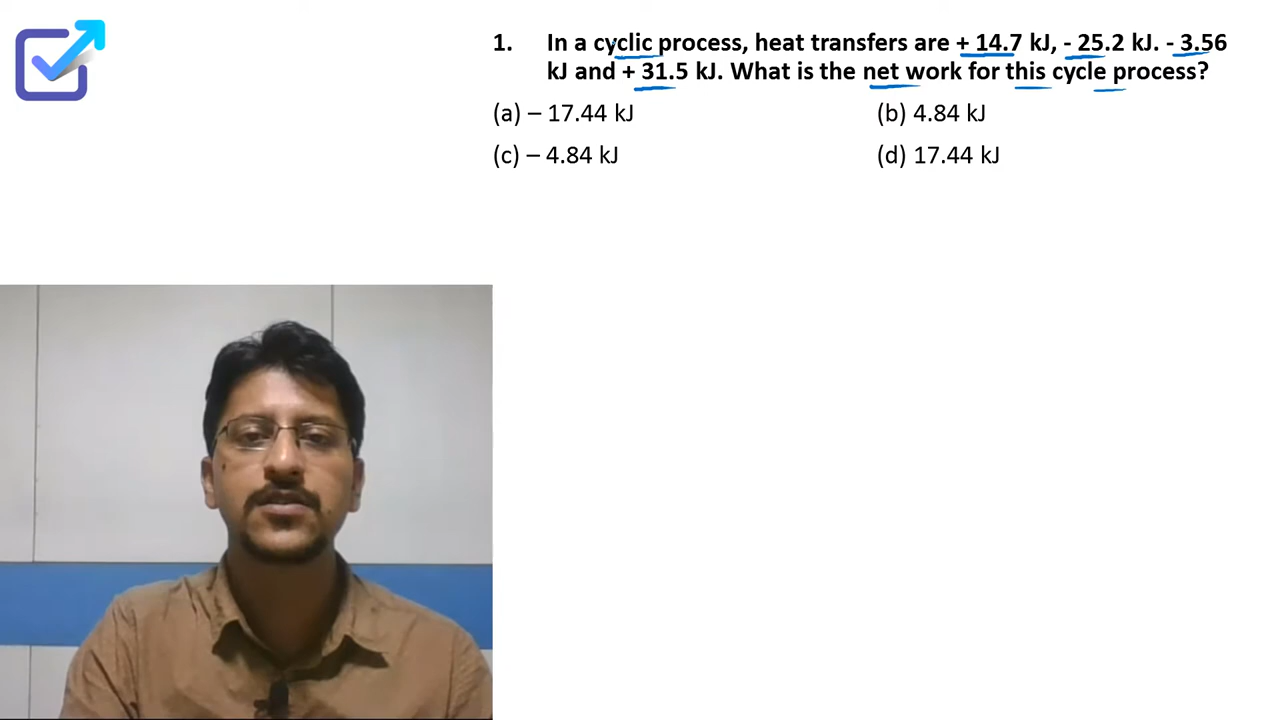 1. In a cyclic process, heat transfers are + 14.7 kJ, - 25.2 kJ. - 3.56
kJ and + 31.5 kJ. What is the net work for this cycle process?
(a) – 17.44 kJ (b) 4.84 kJ
(c) – 4.84 kJ (d) 17.44 kJ